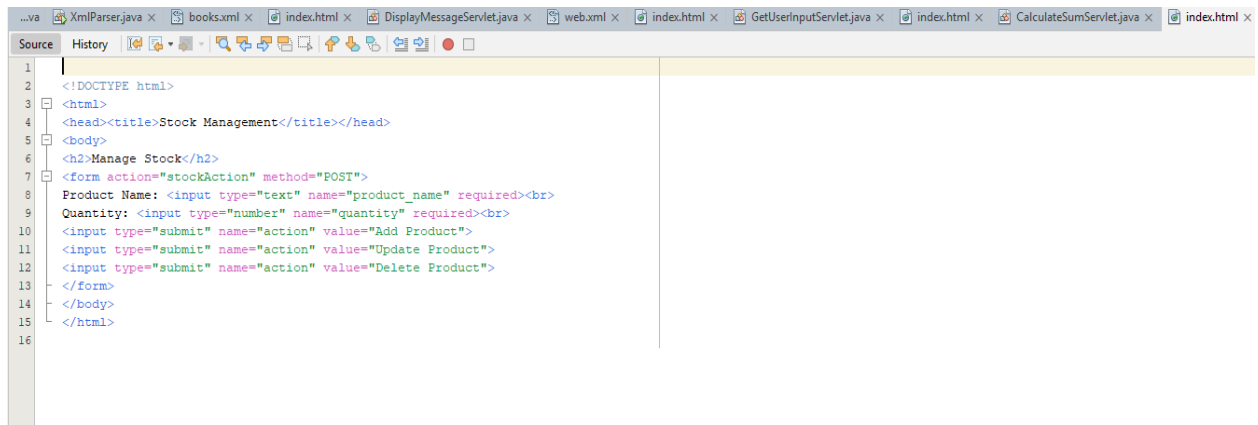 ...va XmlParser.java × books.xml × index.html × DisplayMessageServlet.java × web.xml × index.html × GetUserInputServlet.java × index.html × CalculateSumServlet.java × index.html ×
Source History
1
2 <!DOCTYPE html>
3 <html>
4 <head><title>Stock Management</title></head>
5 <body>
6 <h2>Manage Stock</h2>
7 <form action="stockAction" method="POST">
8 Product Name: <input type="text" name="product_name" required><br>
9 Quantity: <input type="number" name="quantity" required><br>
10 <input type="submit" name="action" value="Add Product">
11 <input type="submit" name="action" value="Update Product">
12 <input type="submit" name="action" value="Delete Product">
13 </form>
14 </body>
15 </html>
16